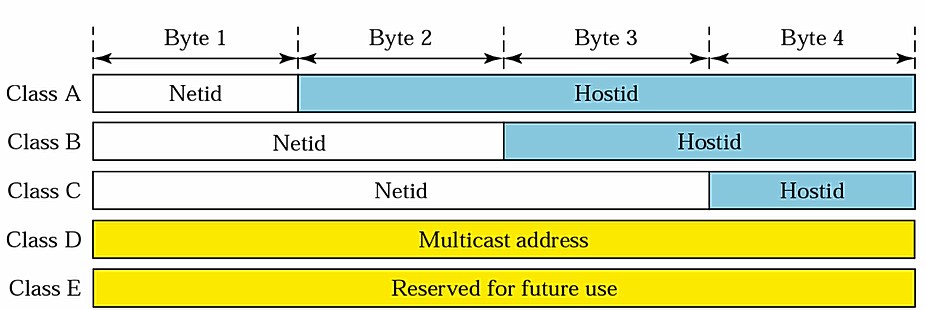 Byte 1 Byte 2 Byte 3 Byte 4
Class A Netid Hostid
Class B Netid Hostid
Class C Netid Hostid
Class D Multicast address
Class E Reserved for future use